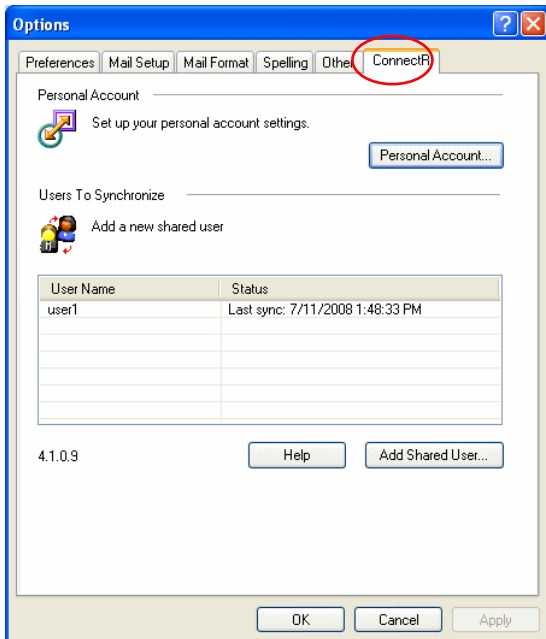 Options
Preferences Mail Setup Mail Format Spelling Other ConnectR
Personal Account
Set up your personal account settings.
Personal Account...
Users To Synchronize
Add a new shared user
User Name Status
user1 Last sync: 7/11/2008 1:48:33 PM
4.1.0.9 Help Add Shared User...
OK Cancel Apply